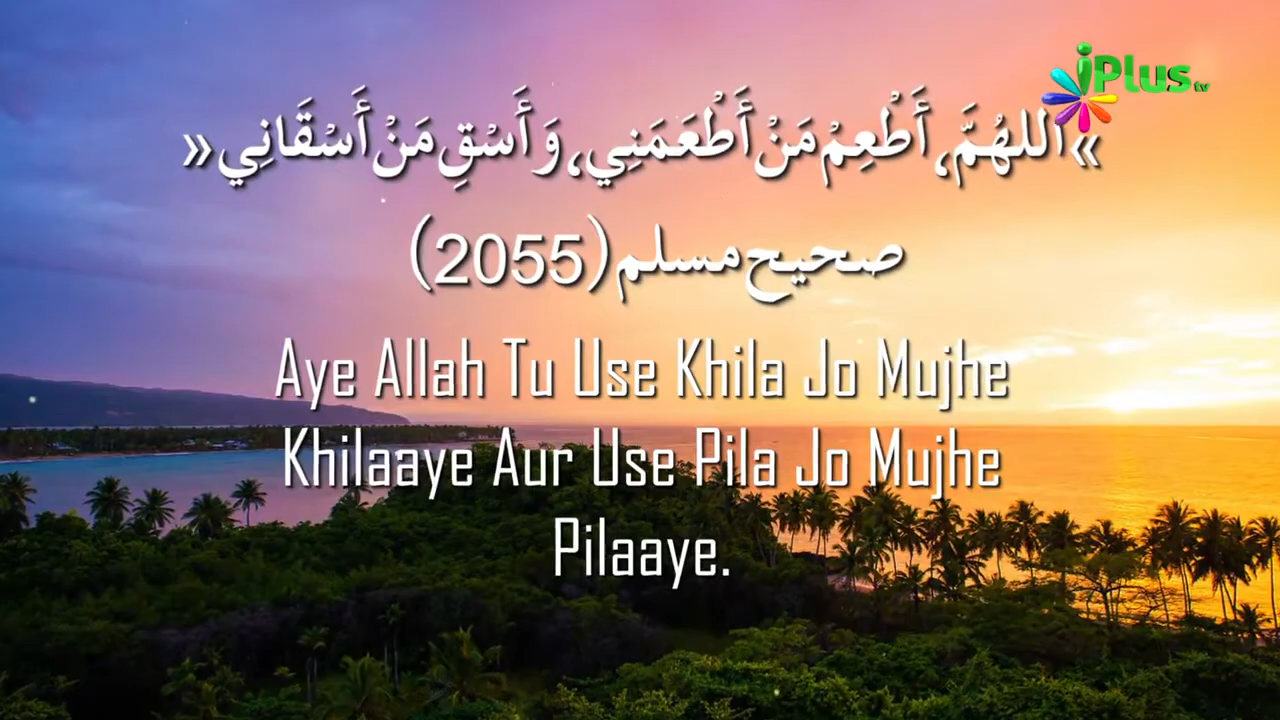 iPlus tv
»اللهُمَّ، أَطْعِمْ مَنْ أَطْعَمَنِي، وَأَسْقِ مَنْ أَسْقَانِي«
صحيح مسلم (2055)
Aye Allah Tu Use Khila Jo Mujhe
Khilaaye Aur Use Pila Jo Mujhe
Pilaaye.